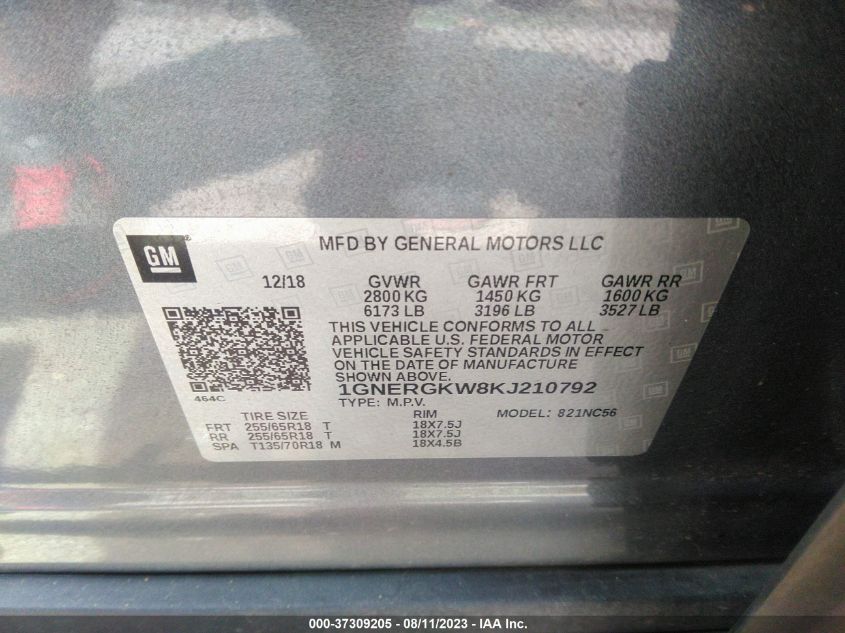 GM
MFD BY GENERAL MOTORS LLC
12/18 GVWR GAWR FRT GAWR RR
2800 KG 1450 KG 1600 KG
6173 LB 3196 LB 3527 LB
THIS VEHICLE CONFORMS TO ALL
APPLICABLE U.S. FEDERAL MOTOR
VEHICLE SAFETY STANDARDS IN EFFECT
ON THE DATE OF MANUFACTURE
SHOWN ABOVE.
464C
1GNERGKW8KJ210792
TYPE: M.P.V. MODEL: 821NC56
TIRE SIZE RIM
FRT 255/65R18 T 18X7.5J
RR 255/65R18 T 18X7.5J
SPA T135/70R18 M 18X4.5B
000-37309205 - 08/11/2023 - IAA Inc.